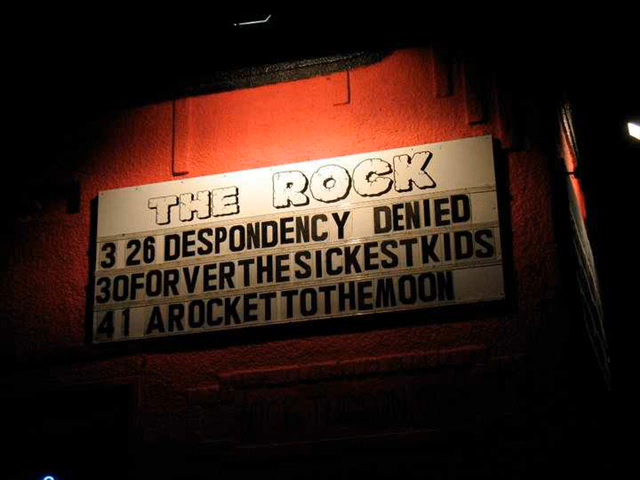 THE ROCK
3 26 DESPONDENCY DENIED
30FORVERTHESICKESTKIDS
41 AROCKETTOTHEMOON